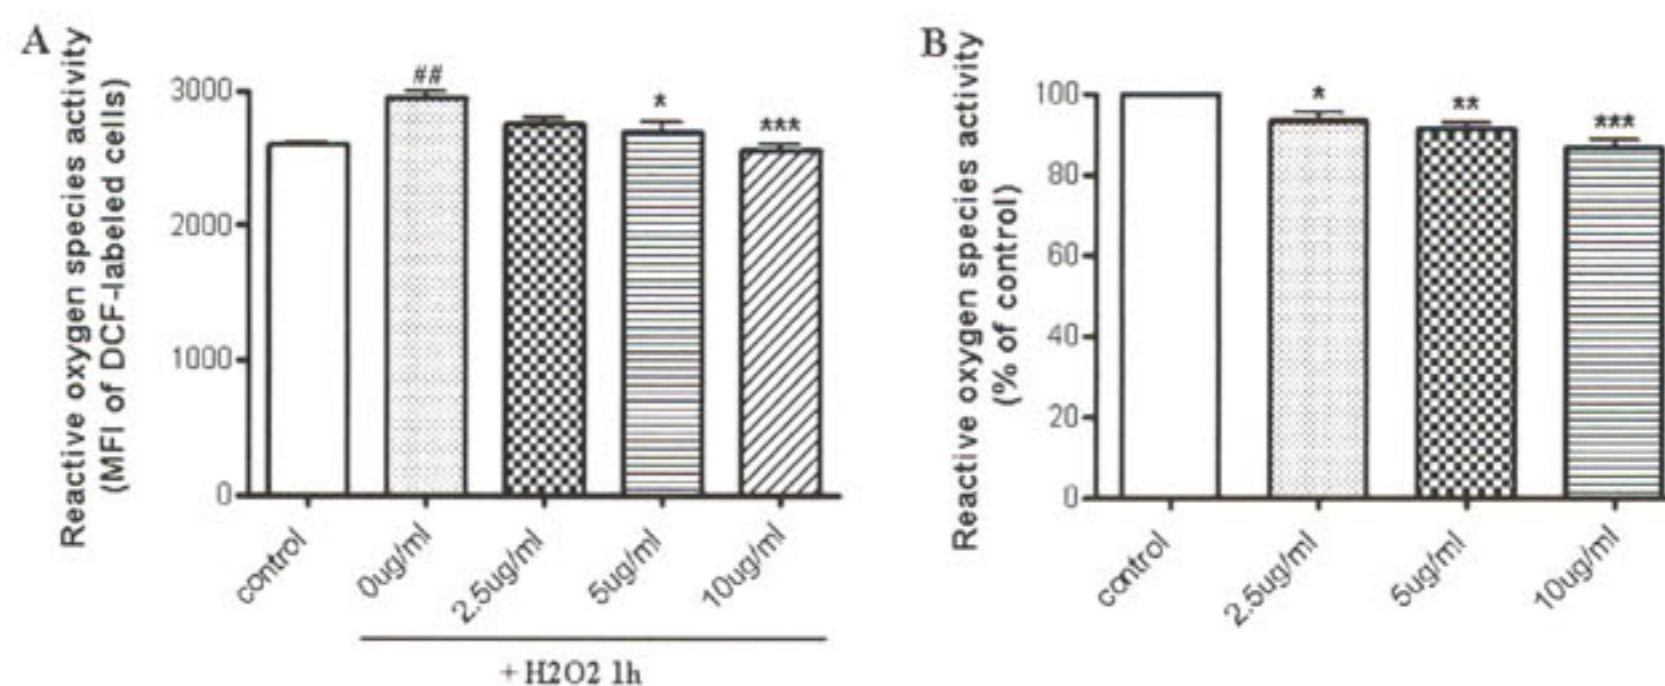 A
Reactive oxygen species activity
(MFI of DCF-labeled cells)
3000
2000
1000
0
##
*
***
control
0ug/ml
2.5ug/ml
5ug/ml
10ug/ml
+ H2O2 1h
B
Reactive oxygen species activity
(% of control)
100
80
60
40
20
0
*
**
***
control
2.5ug/ml
5ug/ml
10ug/ml